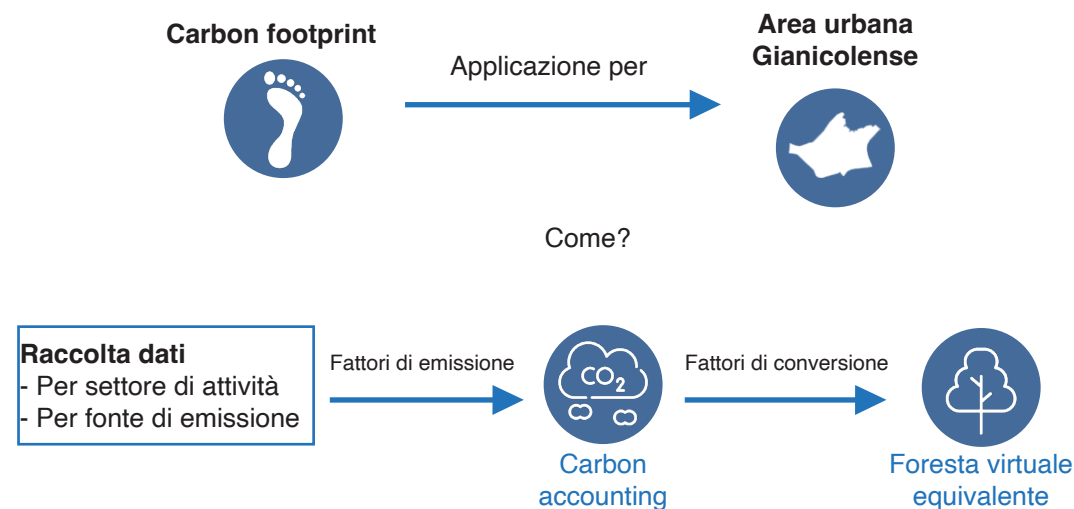 Carbon footprint
Applicazione per
Area urbana
Gianicolense
Come?
Raccolta dati
- Per settore di attività
- Per fonte di emissione
Fattori di emissione
CO2
Carbon
accounting
Fattori di conversione
Foresta virtuale
equivalente